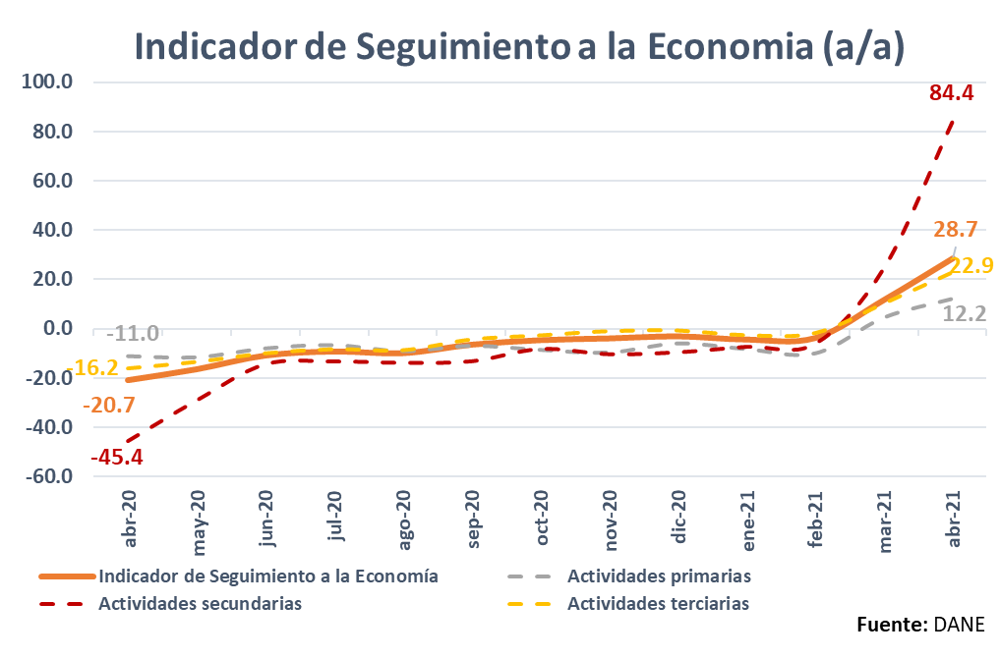 Indicador de Seguimiento a la Economia (a/a)
100.0
80.0
60.0
40.0
20.0
0.0
-20.0
-40.0
-60.0
84.4
28.7
22.9
12.2
-11.0
-16.2
-20.7
-45.4
abr-20
may-20
jun-20
jul-20
ago-20
sep-20
oct-20
nov-20
dic-20
ene-21
feb-21
mar-21
abr-21
Indicador de Seguimiento a la Economía
Actividades primarias
Actividades secundarias
Actividades terciarias
Fuente: DANE